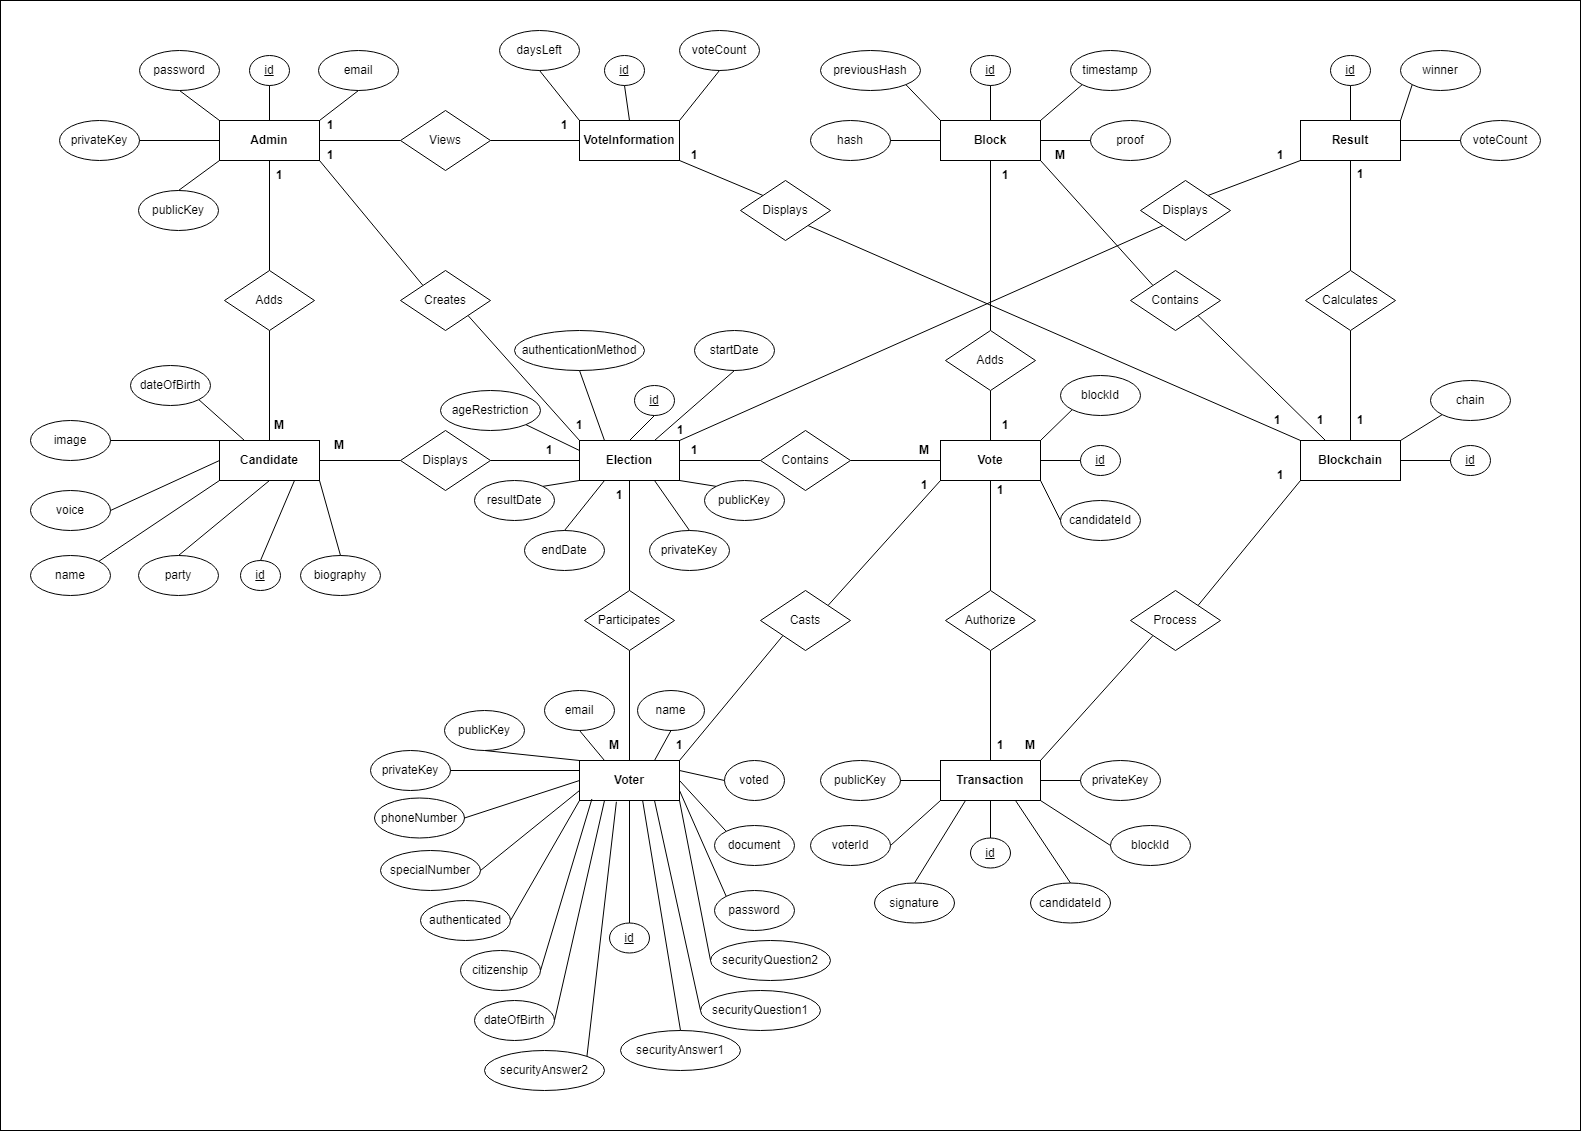 daysLeft
voteCount
password
id
email
id
previousHash
id
timestamp
id
winner
privateKey
Admin
1
1
Views
1
VoteInformation
1
hash
Block
M
proof
1
Result
voteCount
publicKey
1
Displays
1
Displays
1
Adds
Creates
Contains
Calculates
authenticationMethod
startDate
Adds
dateOfBirth
id
ageRestriction
blockId
chain
image
M
M
1
1
1
1
1
1
Candidate
Displays
1
Election
1
Contains
M
Vote
id
Blockchain
id
voice
resultDate
1
publicKey
1
1
candidateId
1
name
party
id
biography
endDate
privateKey
Participates
Casts
Authorize
Process
email
name
publicKey
M
1
1
M
privateKey
Voter
voted
publicKey
Transaction
privateKey
phoneNumber
document
voterId
id
blockId
specialNumber
password
signature
candidateId
authenticated
id
citizenship
securityQuestion2
dateOfBirth
securityQuestion1
securityAnswer2
securityAnswer1